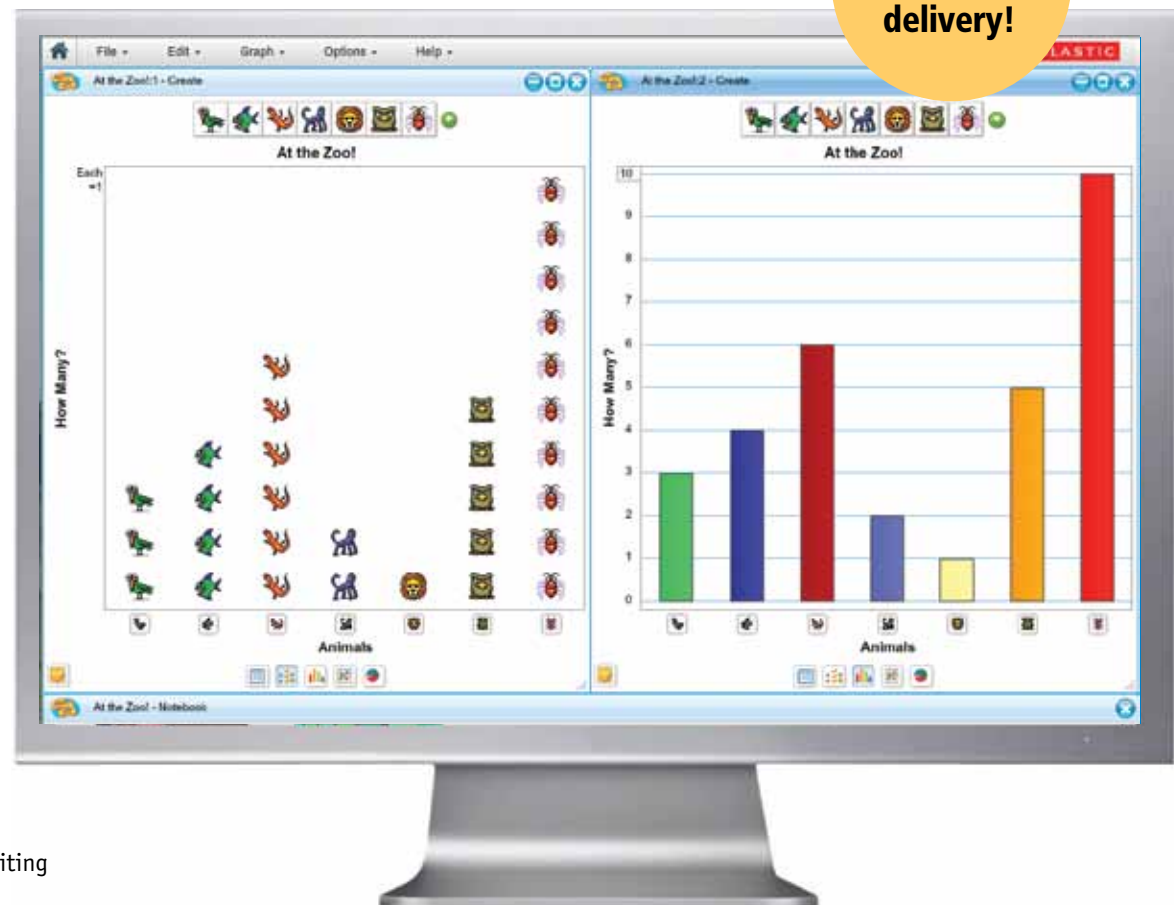 delivery!
File
Edit
Graph
Options
Help
LASTIC
At the Zoo!:1 - Create
At the Zoo!:2 - Create
At the Zoo!
Each
=1
How Many?
Animals
At the Zoo!
10
9
8
7
6
5
4
3
2
1
0
How Many?
Animals
At the Zoo! - Notebook
iting